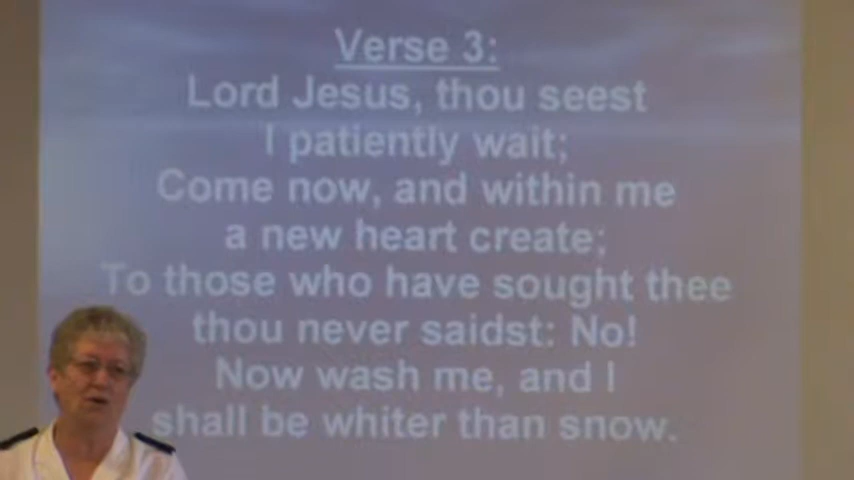 Verse 3:
Lord Jesus, thou seest
I patiently wait;
Come now, and within me
a new heart create;
To those who have sought thee
thou never saidst: No!
Now wash me, and I
shall be whiter than snow.